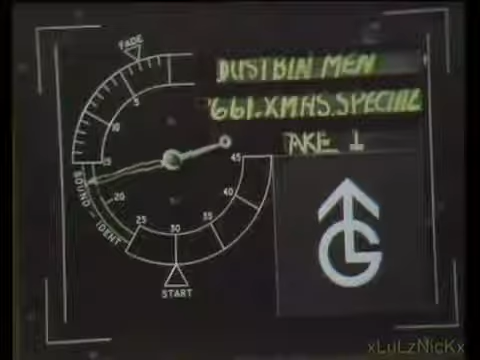 FADE
DUSTBIN MEN
'661.XMAS.SPECIAL
TAKE 1
5
10
15
45
SOUND - IDENT
20
40
25
35
30
START
G
xLuLzNicKx